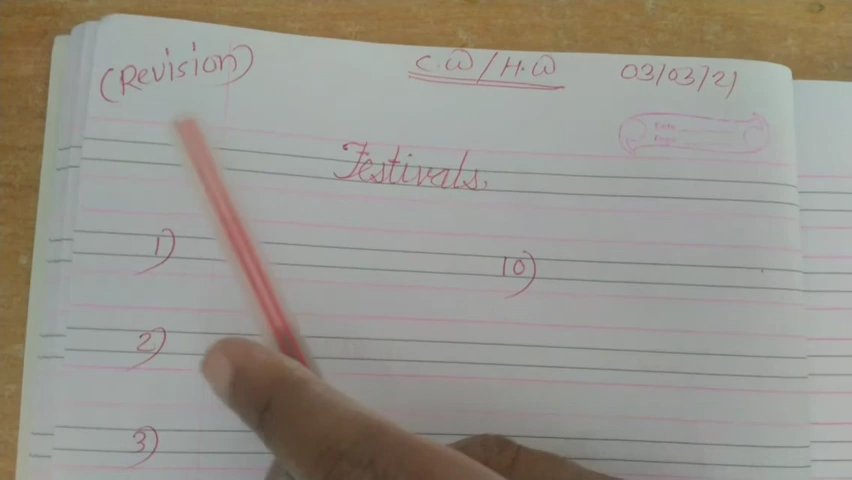 (Revision) C.W/H.W 03/03/21
Festivals.
1) 10)
2)
3)